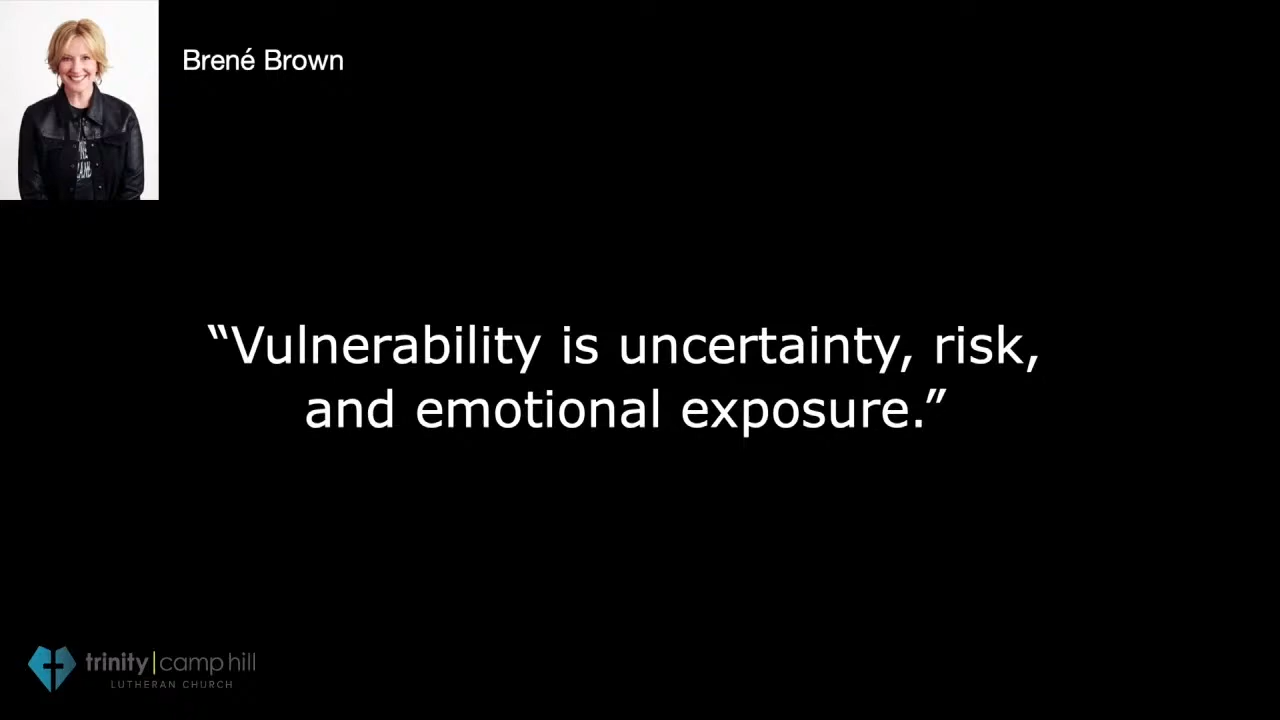 Brené Brown
“Vulnerability is uncertainty, risk,
and emotional exposure.”
trinity|camp hill
LUTHERAN CHURCH